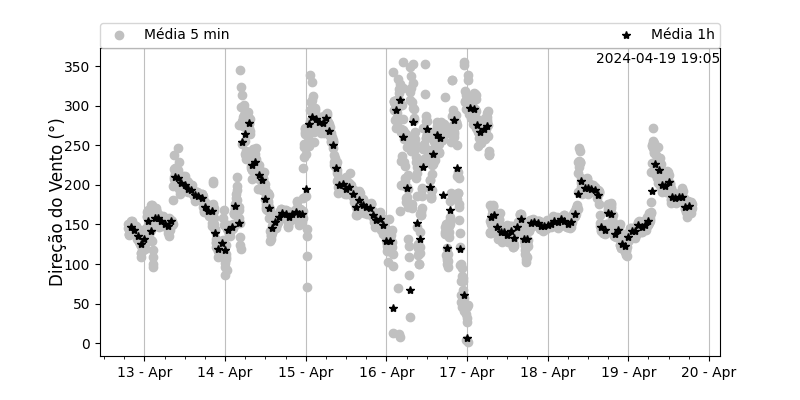 Média 5 min
Média 1h
2024-04-19 19:05
Direção do Vento (°)
350
300
250
200
150
100
50
0
13 - Apr
14 - Apr
15 - Apr
16 - Apr
17 - Apr
18 - Apr
19 - Apr
20 - Apr